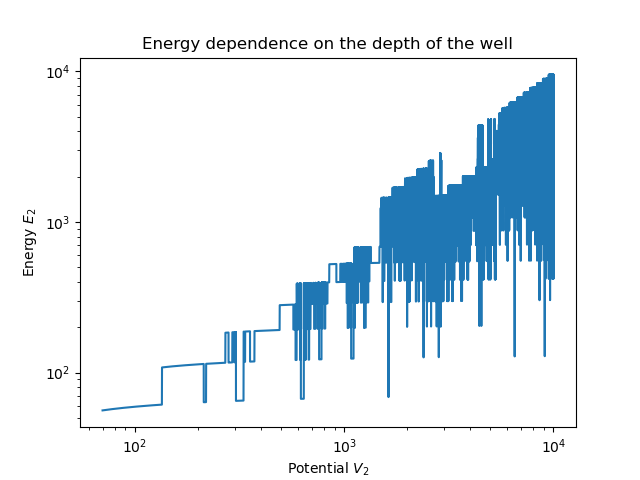 Energy dependence on the depth of the well
Energy $E_2$
10^4
10^3
10^2
10^2
10^3
10^4
Potential $V_2$